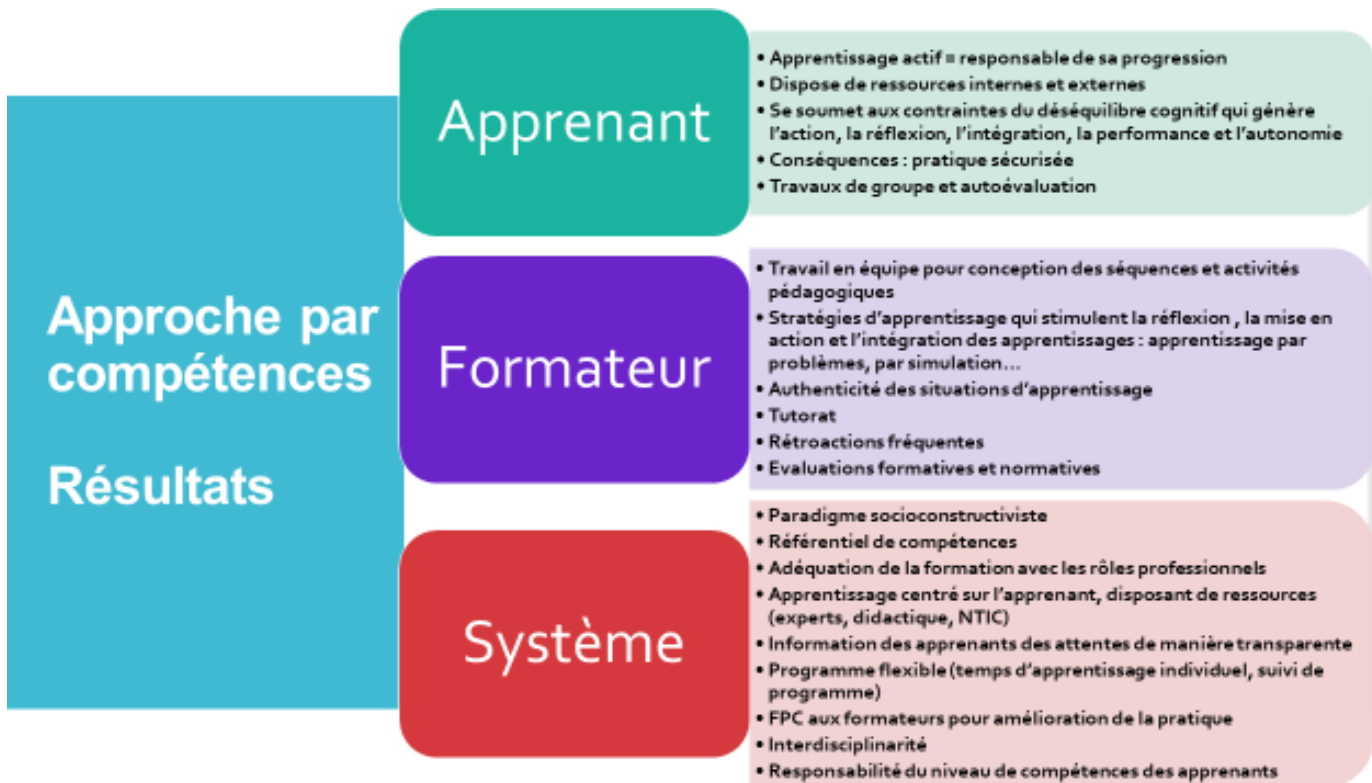 Approche par
compétences
Résultats
Apprenant
• Apprentissage actif = responsable de sa progression
• Dispose de ressources internes et externes
• Se soumet aux contraintes du déséquilibre cognitif qui génère
l'action, la réflexion, l'intégration, la performance et l'autonomie
• Conséquences : pratique sécurisée
• Travaux de groupe et autoévaluation
Formateur
• Travail en équipe pour conception des séquences et activités
pédagogiques
• Stratégies d'apprentissage qui stimulent la réflexion , la mise en
action et l'intégration des apprentissages : apprentissage par
problèmes, par simulation...
• Authenticité des situations d'apprentissage
• Tutorat
• Rétroactions fréquentes
• Evaluations formatives et normatives
Système
• Paradigme socioconstructiviste
• Référentiel de compétences
• Adéquation de la formation avec les rôles professionnels
• Apprentissage centré sur l'apprenant, disposant de ressources
(experts, didactique, NTIC)
• Information des apprenants des attentes de manière transparente
• Programme flexible (temps d'apprentissage individuel, suivi de
programme)
• FPC aux formateurs pour amélioration de la pratique
• Interdisciplinarité
• Responsabilité du niveau de compétences des apprenants